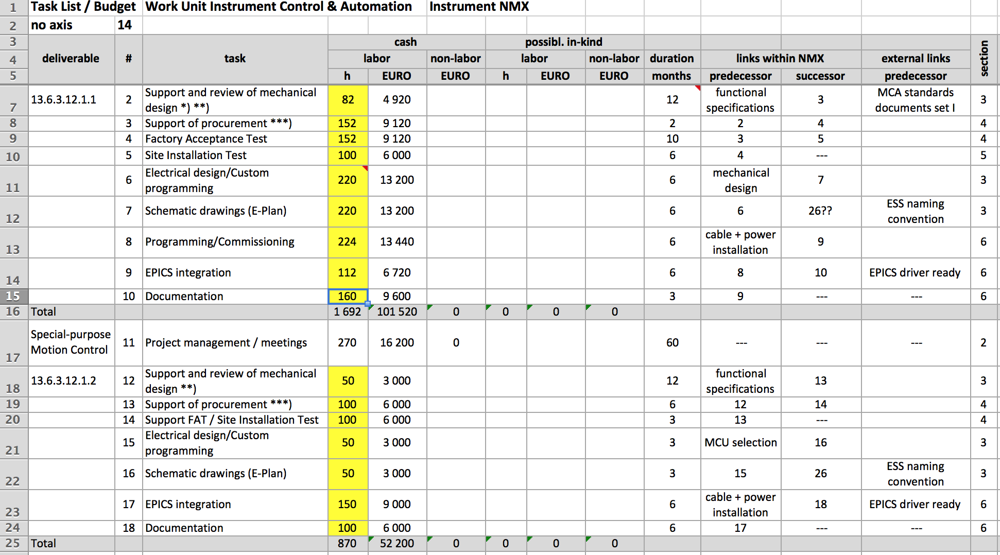 1 Task List / Budget Work Unit Instrument Control & Automation Instrument NMX
2 no axis 14
3 cash possibl. in-kind
4 deliverable # task labor non-labor labor non-labor duration links within NMX external links section
5 h EURO EURO h EURO EURO months predecessor successor predecessor
7 13.6.3.12.1.1 2 Support and review of mechanical design *) **) 82 4 920 12 functional specifications 3 MCA standards documents set I 3
8 3 Support of procurement ***) 152 9 120 2 2 4 4
9 4 Factory Acceptance Test 152 9 120 10 3 5 4
10 5 Site Installation Test 100 6 000 6 4 --- 5
11 6 Electrical design/Custom programming 220 13 200 6 mechanical design 7 3
12 7 Schematic drawings (E-Plan) 220 13 200 6 6 26?? ESS naming convention 3
13 8 Programming/Commissioning 224 13 440 6 cable + power installation 9 6
14 9 EPICS integration 112 6 720 6 8 10 EPICS driver ready 6
15 10 Documentation 160 9 600 3 9 --- --- 6
16 Total 1 692 101 520 0 0 0 0
17 Special-purpose Motion Control 11 Project management / meetings 270 16 200 0 60 --- --- --- 2
18 13.6.3.12.1.2 12 Support and review of mechanical design **) 50 3 000 12 functional specifications 13 3
19 13 Support of procurement ***) 100 6 000 6 12 14 4
20 14 Support FAT / Site Installation Test 100 6 000 3 13 --- 4
21 15 Electrical design/Custom programming 50 3 000 3 MCU selection 16 3
22 16 Schematic drawings (E-Plan) 50 3 000 3 15 26 ESS naming convention 3
23 17 EPICS integration 150 9 000 6 cable + power installation 18 EPICS driver ready 6
24 18 Documentation 100 6 000 6 17 --- --- 6
25 Total 870 52 200 0 0 0 0